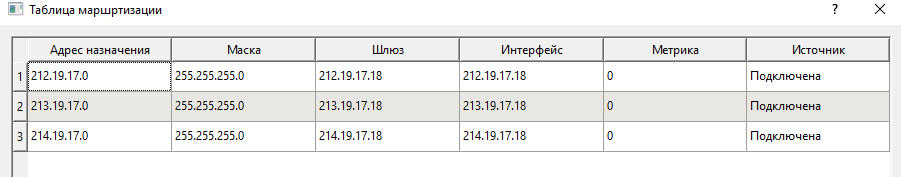 Таблица маршртизации
Адрес назначения Маска Шлюз Интерфейс Метрика Источник
1 212.19.17.0 255.255.255.0 212.19.17.18 212.19.17.18 0 Подключена
2 213.19.17.0 255.255.255.0 213.19.17.18 213.19.17.18 0 Подключена
3 214.19.17.0 255.255.255.0 214.19.17.18 214.19.17.18 0 Подключена